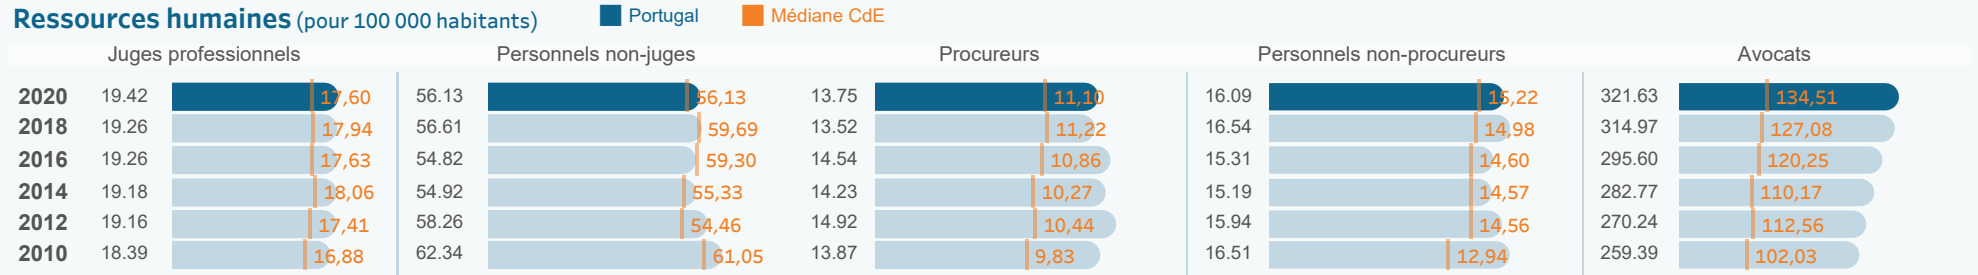 Ressources humaines (pour 100 000 habitants) Portugal Médiane CdE
Juges professionnels Personnels non-juges Procureurs Personnels non-procureurs Avocats
2020 19.42 17,60 56.13 56,13 13.75 11,10 16.09 15,22 321.63 134,51
2018 19.26 17,94 56.61 59,69 13.52 11,22 16.54 14,98 314.97 127,08
2016 19.26 17,63 54.82 59,30 14.54 10,86 15.31 14,60 295.60 120,25
2014 19.18 18,06 54.92 55,33 14.23 10,27 15.19 14,57 282.77 110,17
2012 19.16 17,41 58.26 54,46 14.92 10,44 15.94 14,56 270.24 112,56
2010 18.39 16,88 62.34 61,05 13.87 9,83 16.51 12,94 259.39 102,03